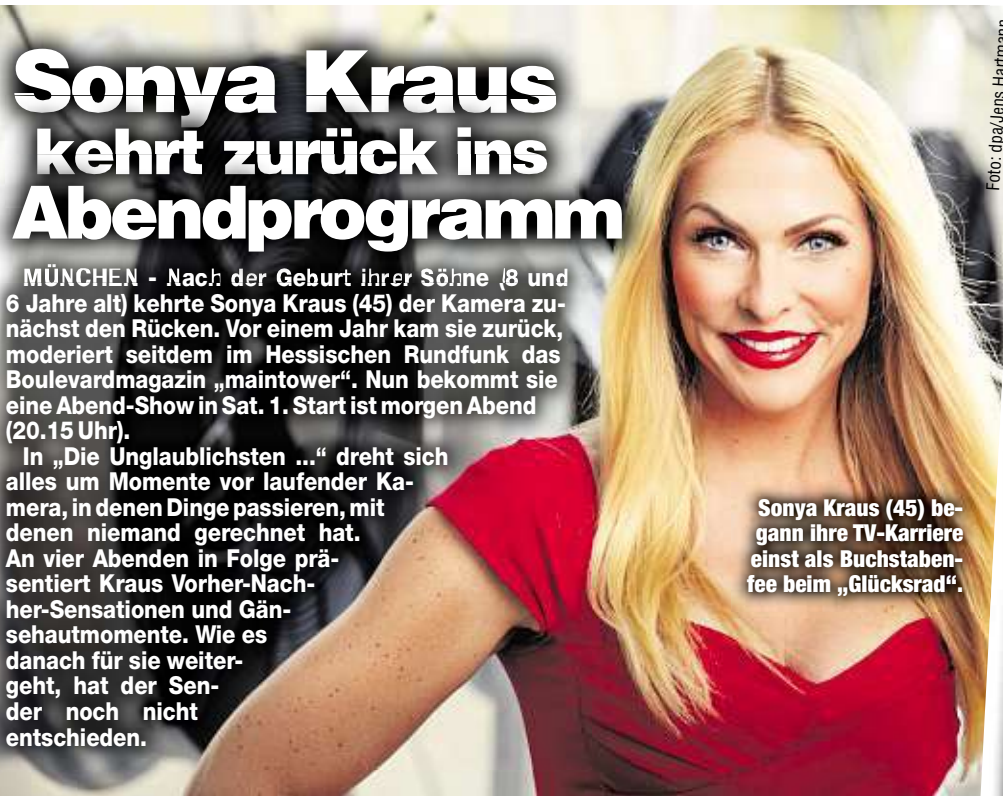 Sonya Kraus
kehrt zurück ins
Abendprogramm
MÜNCHEN - Nach der Geburt ihrer Söhne (8 und
6 Jahre alt) kehrte Sonya Kraus (45) der Kamera zu-
nächst den Rücken. Vor einem Jahr kam sie zurück,
moderiert seitdem im Hessischen Rundfunk das
Boulevardmagazin „maintower“. Nun bekommt sie
eine Abend-Show in Sat. 1. Start ist morgen Abend
(20.15 Uhr).
In „Die Unglaublichsten ...“ dreht sich
alles um Momente vor laufender Ka-
mera, in denen Dinge passieren, mit
denen niemand gerechnet hat.
An vier Abenden in Folge prä-
sentiert Kraus Vorher-Nach-
her-Sensationen und Gän-
sehautmomente. Wie es
danach für sie weiter-
geht, hat der Sen-
der noch nicht
entschieden.
Sonya Kraus (45) be-
gann ihre TV-Karriere
einst als Buchstaben-
fee beim „Glücksrad“.
Foto: dpa/Jens Hartmann